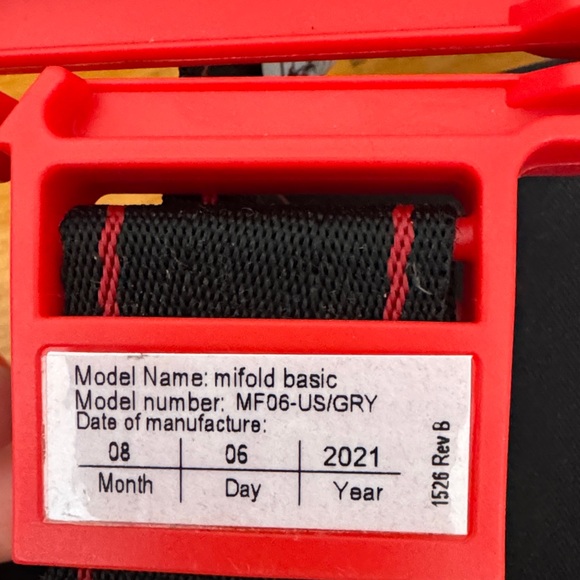 Model Name: mifold basic
Model number: MF06-US/GRY
Date of manufacture:
08 06 2021
Month Day Year
1526 Rev B